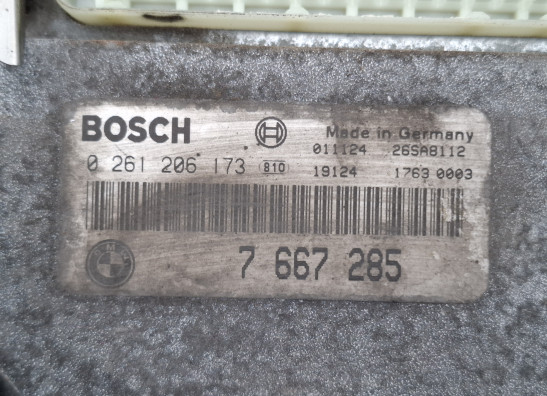 BOSCH Made in Germany
011124 26SA8112
0 261 206 173 810 19124 1763 0003
7 667 285